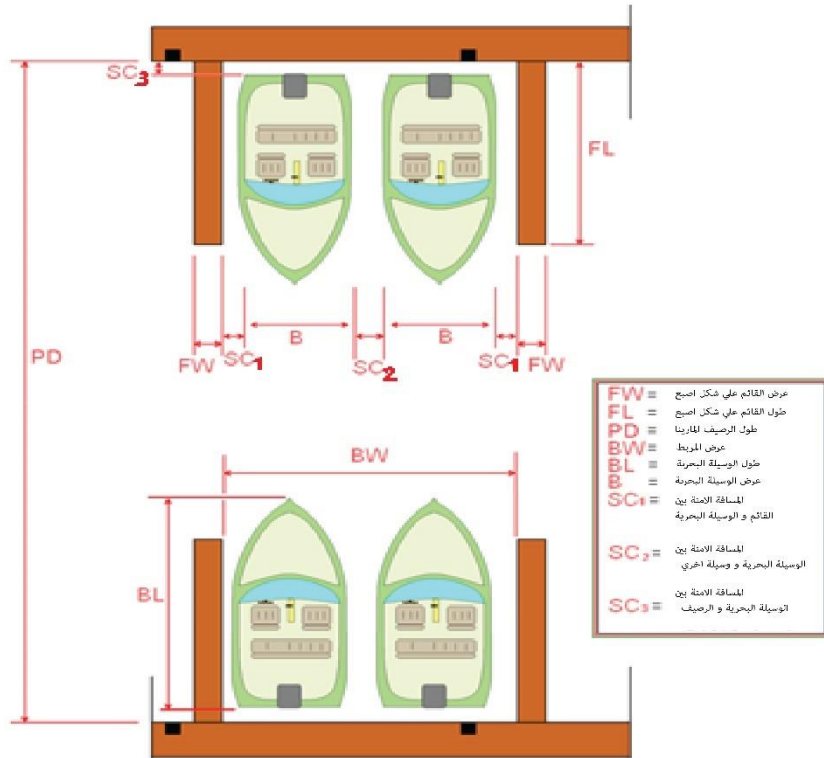 SC3
FL
PD
FW SC1 B SC2 B SC1 FW
BW
BL
FW = عرض القائم علي شكل اصبع
FL = طول القائم علي شكل اصبع
PD = طول الرصيف المارينا
BW = عرض المربط
BL = طول الوسيلة البحرية
B = عرض الوسيلة البحرية
SC1 = المسافة الامنة بين
القائم و الوسيلة البحرية
SC2 = المسافة الامنة بين
الوسيلة البحرية و وسيلة اخري
SC3 = المسافة الامنة بين
الوسيلة البحرية و الرصيف